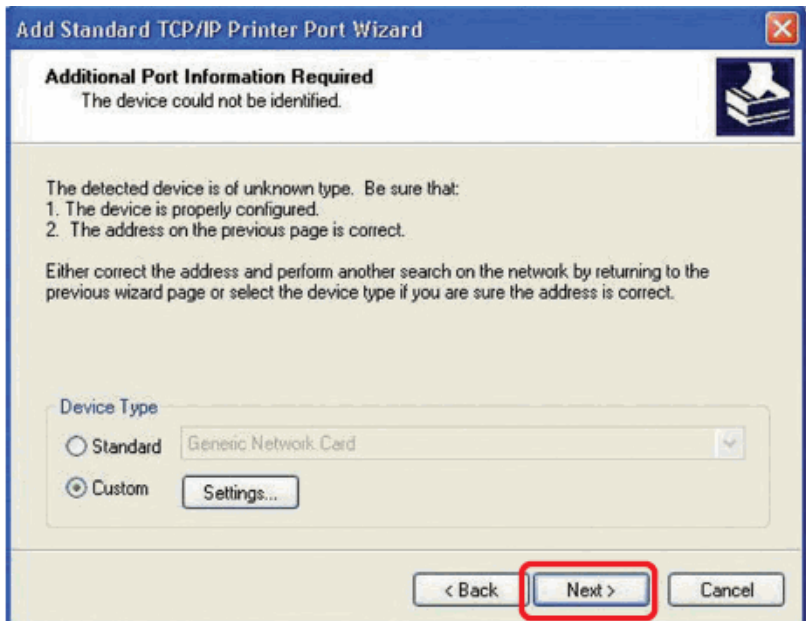 Add Standard TCP/IP Printer Port Wizard
Additional Port Information Required
The device could not be identified.
The detected device is of unknown type. Be sure that:
1. The device is properly configured.
2. The address on the previous page is correct.
Either correct the address and perform another search on the network by returning to the
previous wizard page or select the device type if you are sure the address is correct.
Device Type
Standard
Generic Network Card
Custom
Settings...
< Back
Next >
Cancel